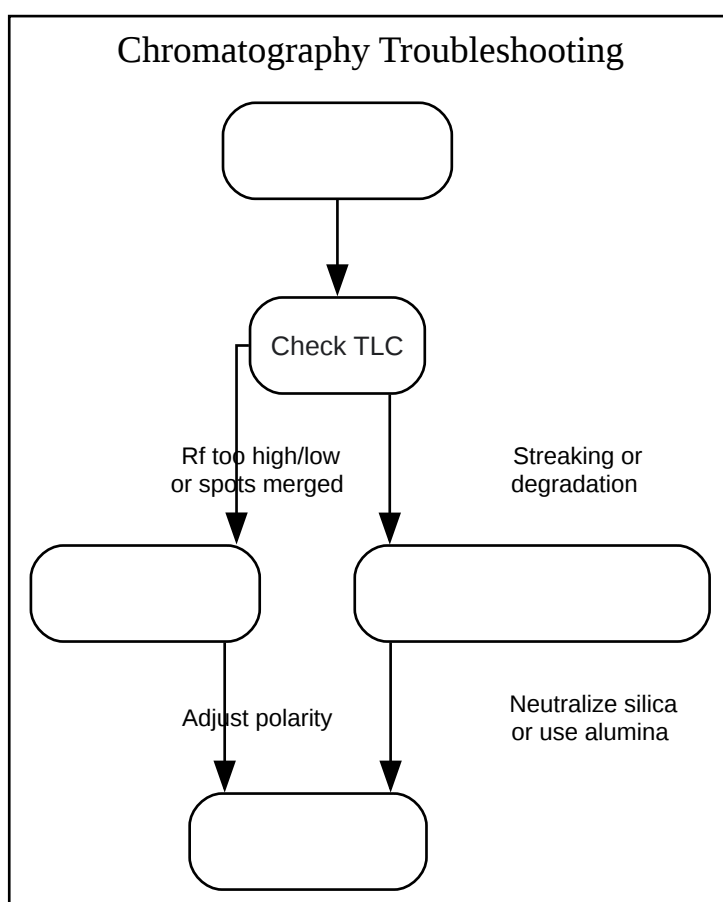 Chromatography Troubleshooting
Check TLC
Rf too high/low
or spots merged
Streaking or
degradation
Adjust polarity
Neutralize silica
or use alumina